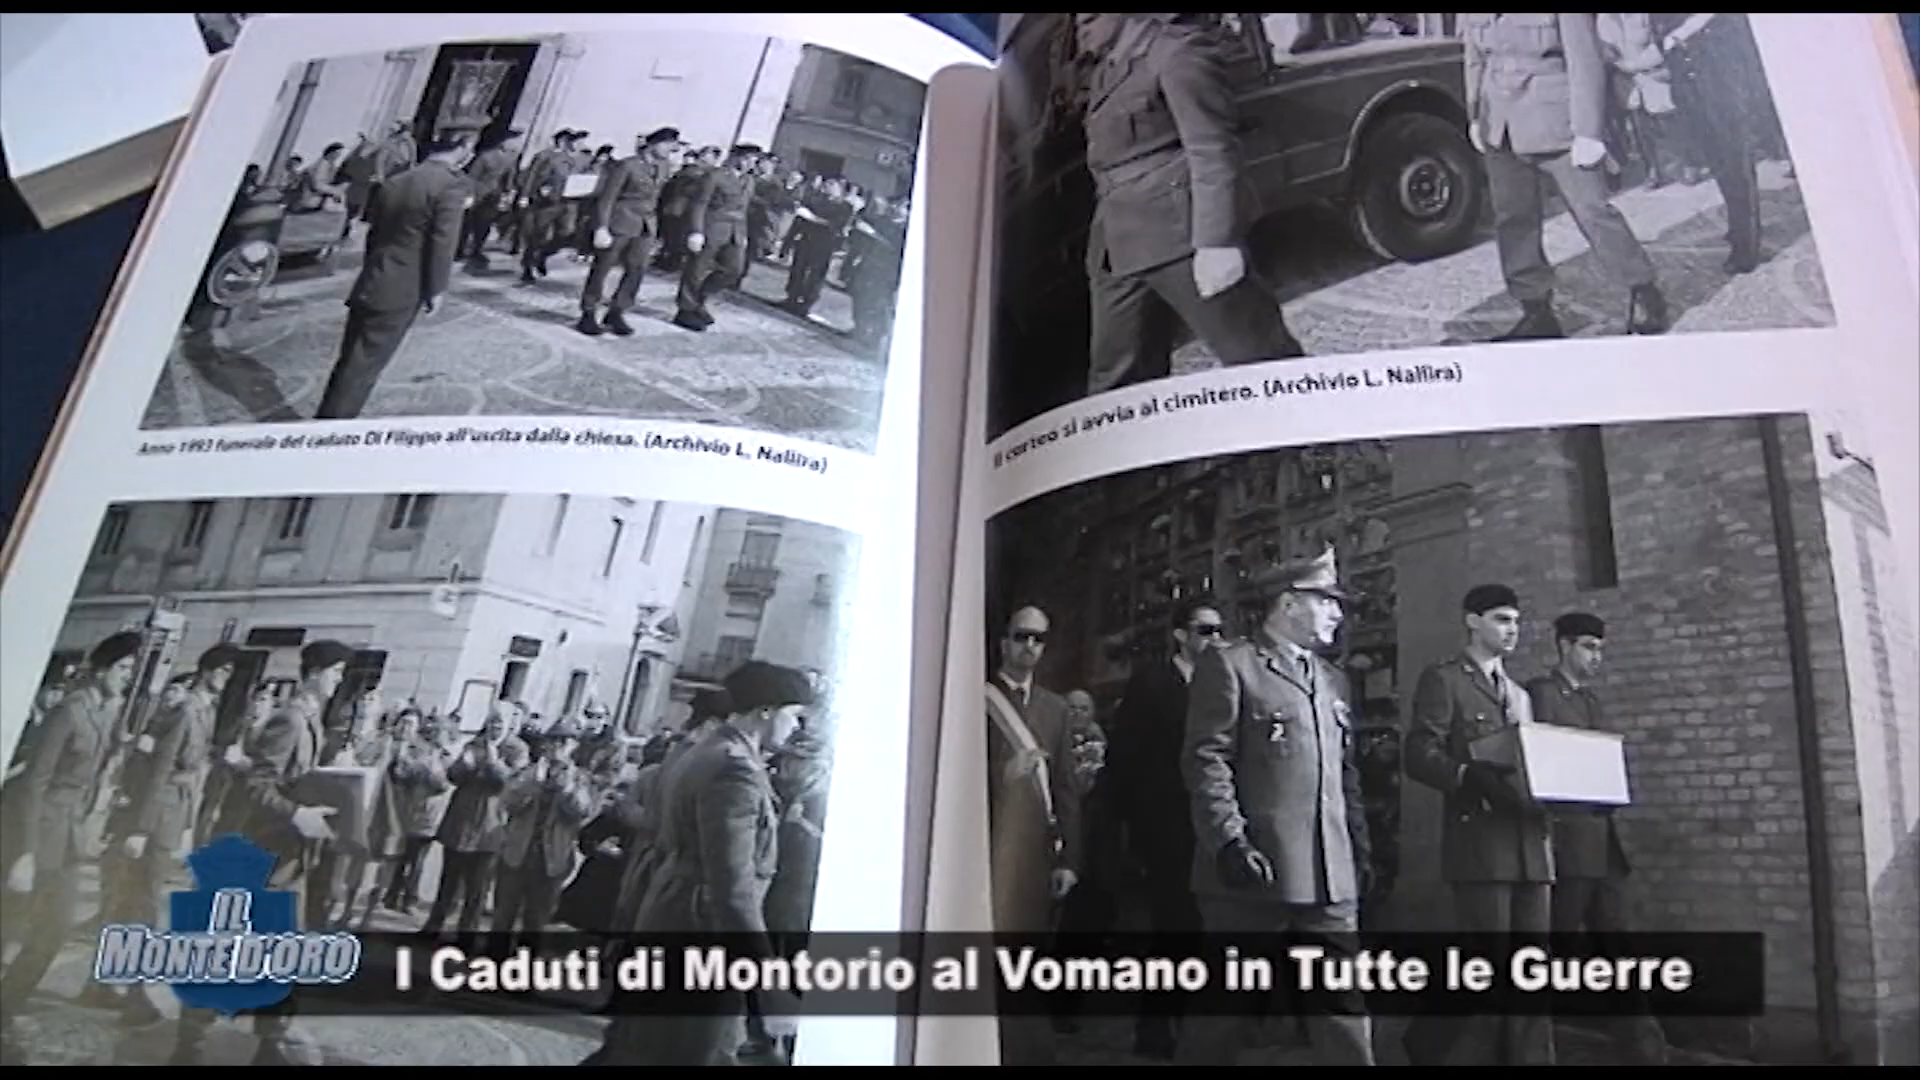 Anno 1993 funerale del caduto Di Filippo all'uscita dalla chiesa. (Archivio L. Nallira)
Il corteo si avvia al cimitero. (Archivio L. Nallira)
IL
MONTE D'ORO
I Caduti di Montorio al Vomano in Tutte le Guerre